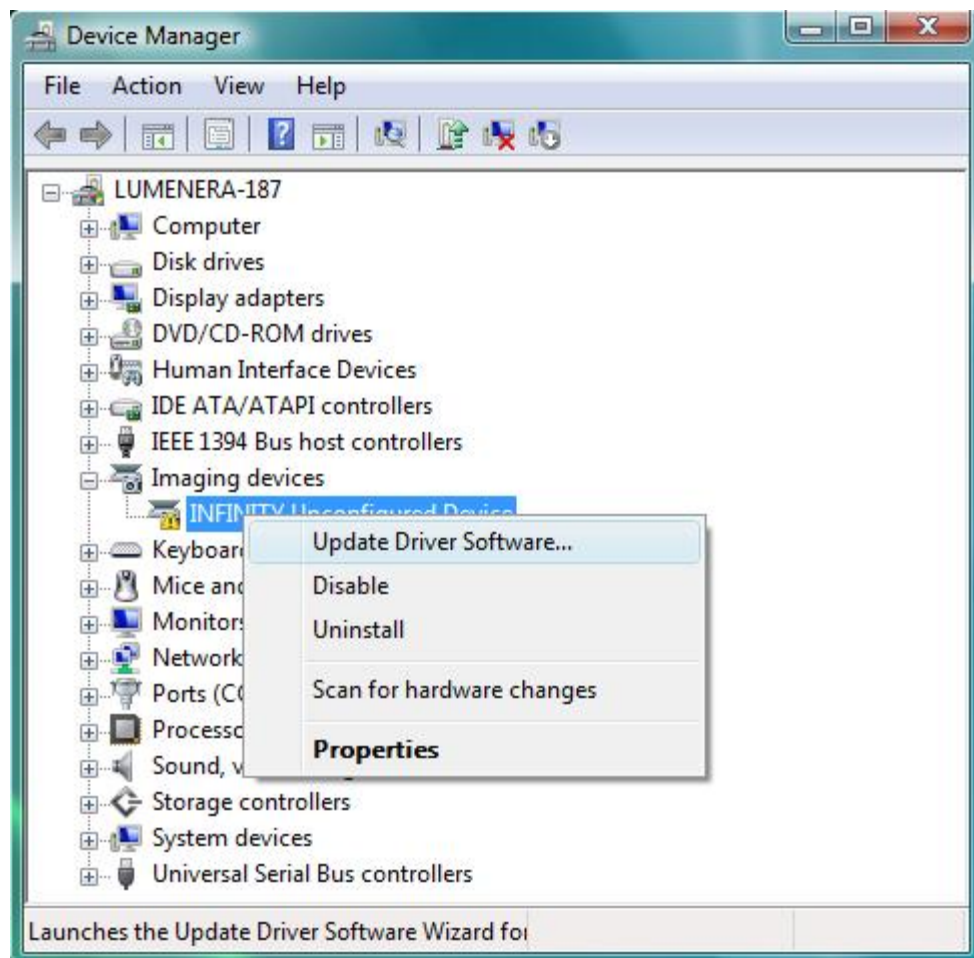 Device Manager
File Action View Help
LUMENERA-187
Computer
Disk drives
Display adapters
DVD/CD-ROM drives
Human Interface Devices
IDE ATA/ATAPI controllers
IEEE 1394 Bus host controllers
Imaging devices
INFINITY Unconfigured Device
Update Driver Software...
Disable
Uninstall
Scan for hardware changes
Properties
Mice and
Monitors
Network
Ports
Sound,
Storage controllers
System devices
Universal Serial Bus controllers
Launches the Update Driver Software Wizard for